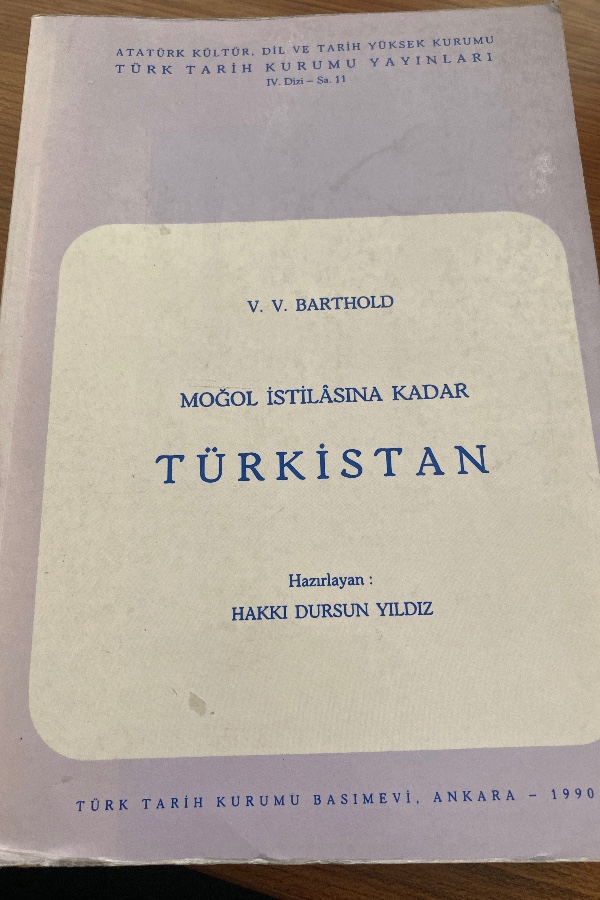 ATATÜRK KÜLTÜR, DİL VE TARİH YÜKSEK KURUMU
TÜRK TARİH KURUMU YAYINLARI
IV. Dizi – Sa. 11
V. V. BARTHOLD
MOĞOL İSTİLÂSINA KADAR
TÜRKİSTAN
Hazırlayan :
HAKKI DURSUN YILDIZ
TÜRK TARİH KURUMU BASIMEVİ, ANKARA – 1990